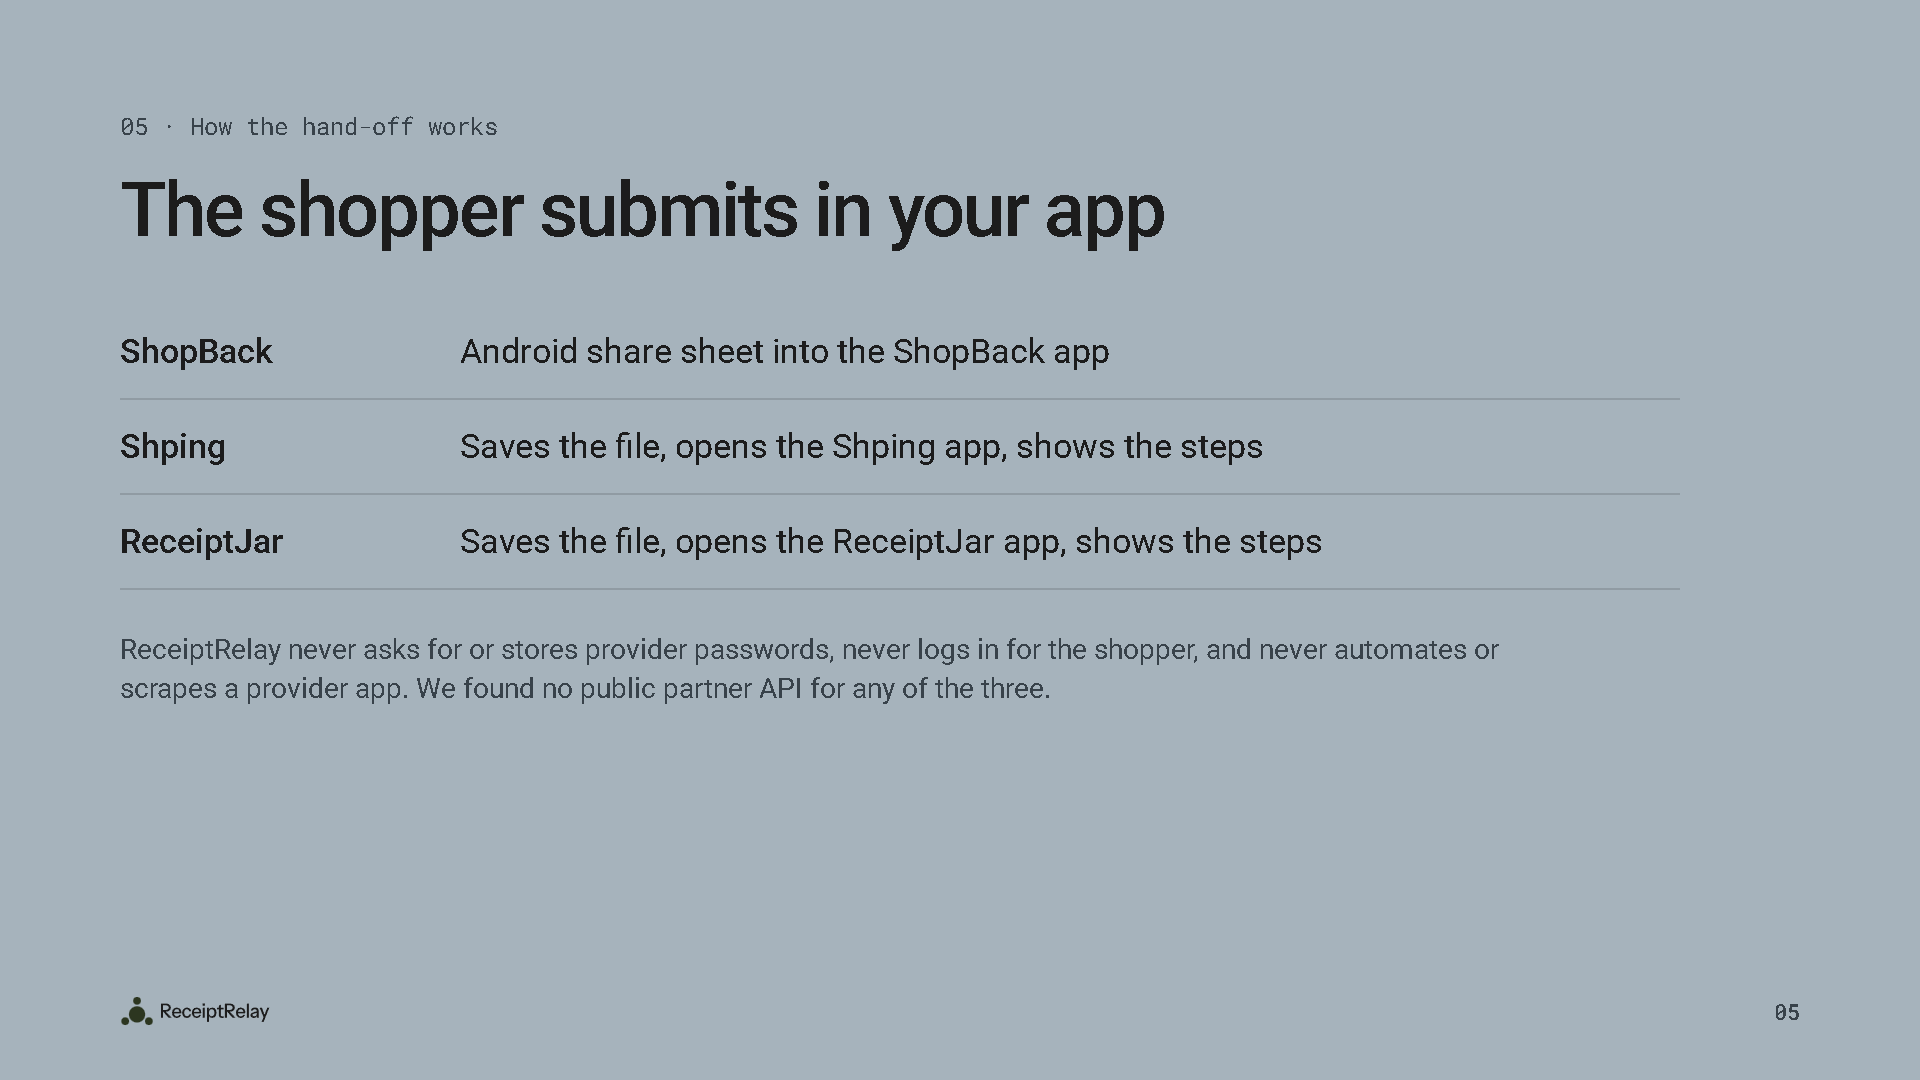 05 · How the hand-off works
The shopper submits in your app
ShopBack Android share sheet into the ShopBack app
Shping Saves the file, opens the Shping app, shows the steps
ReceiptJar Saves the file, opens the ReceiptJar app, shows the steps
ReceiptRelay never asks for or stores provider passwords, never logs in for the shopper, and never automates or
scrapes a provider app. We found no public partner API for any of the three.
ReceiptRelay 05